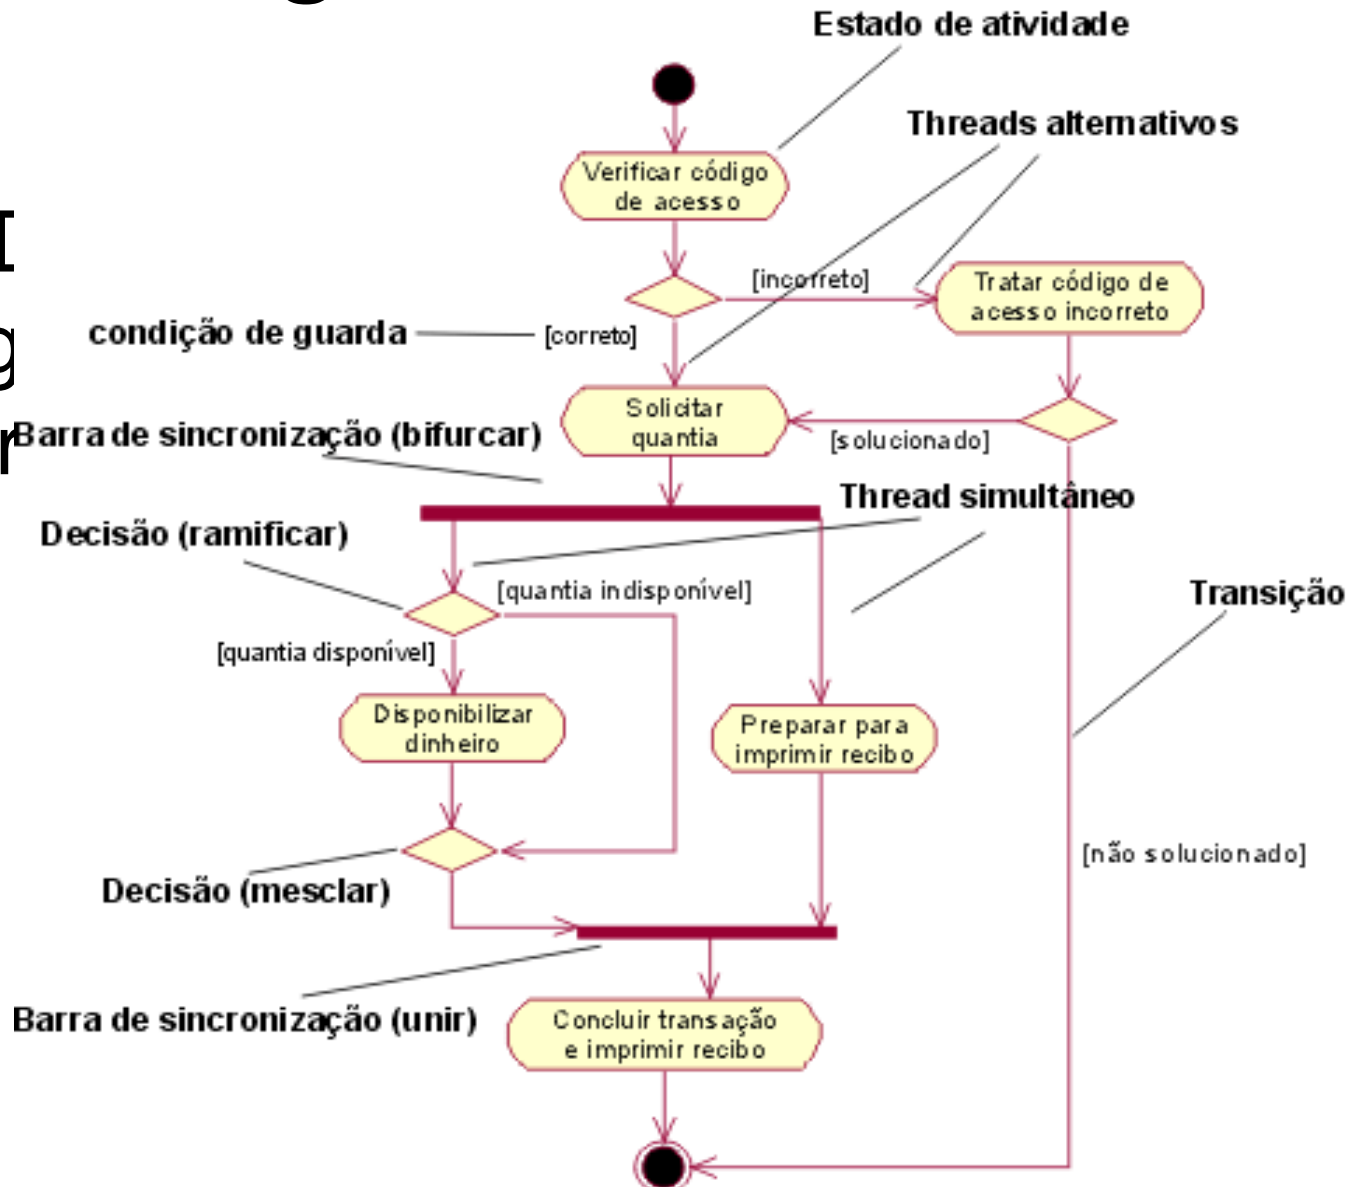 Estado de atividade
Threads alternativos
Verificar código
de acesso
[incorreto]
Tratar código de
acesso incorreto
condição de guarda
[correto]
Solicitar
quantia
Barra de sincronização (bifurcar)
[solucionado]
Thread simultâneo
Decisão (ramificar)
[quantia indisponível]
Transição
[quantia disponível]
Disponibilizar
dinheiro
Preparar para
imprimir recibo
[não solucionado]
Decisão (mesclar)
Barra de sincronização (unir)
Concluir transação
e imprimir recibo